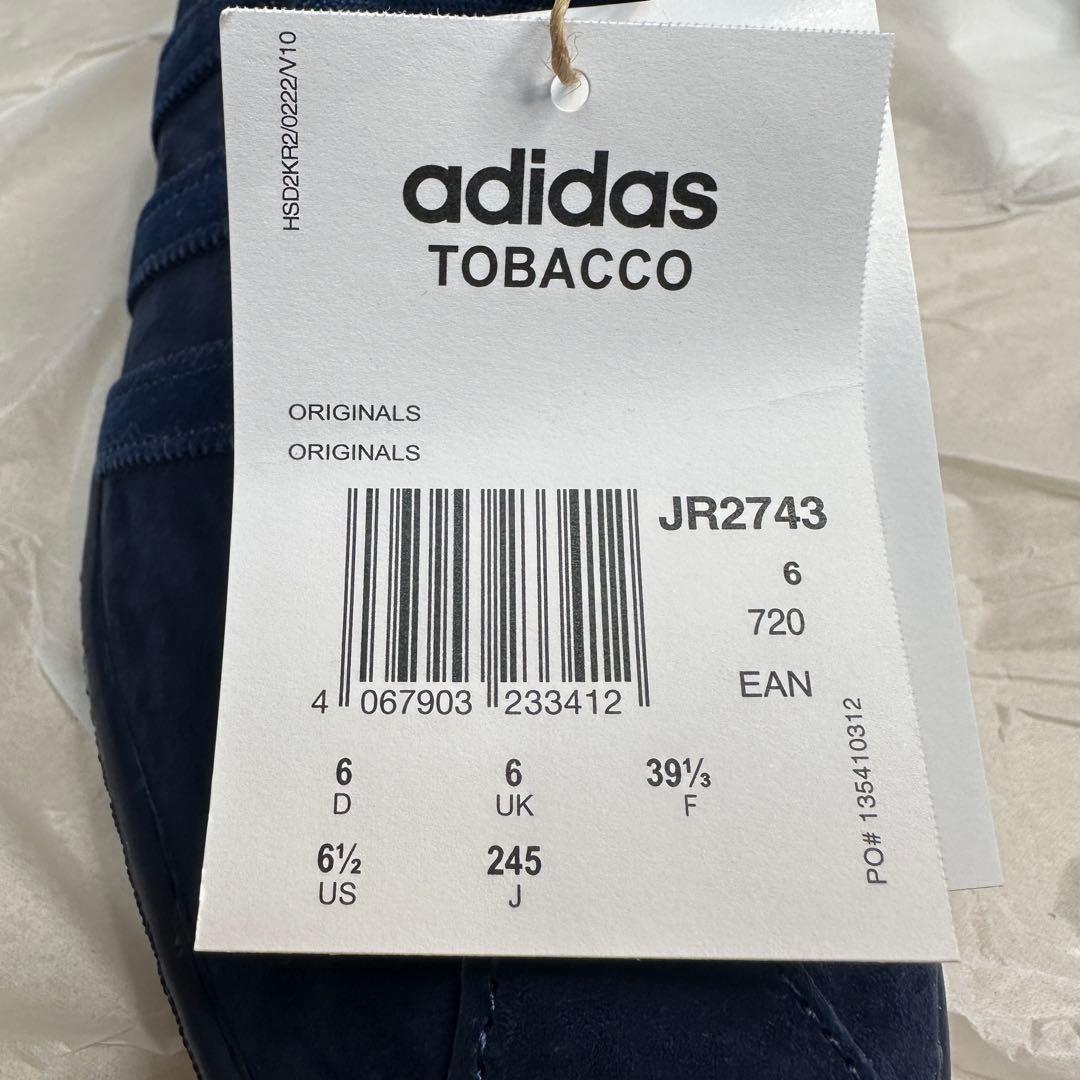 HSD2KR2/02222/V10
adidas
TOBACCO
ORIGINALS
ORIGINALS
JR2743
6
720
EAN
4 067903 233412
6 6 39⅓
D UK F
6½ 245
US J
PO# 135410312